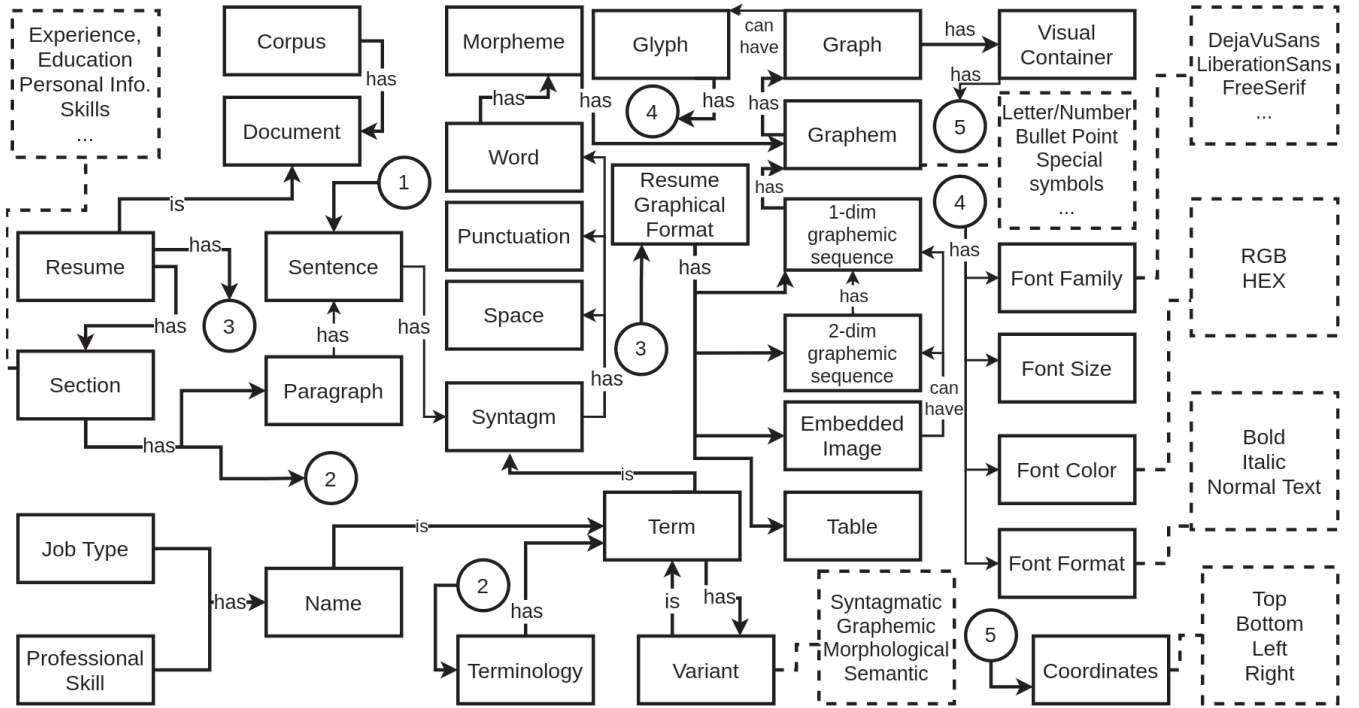 Experience,
Education
Personal Info.
Skills
...
Corpus
has
Document
is
Resume
has
3
has
Section
has
2
1
Sentence
has
Paragraph
has
Morpheme
has
Word
Punctuation
Space
has
Syntagm
has
Glyph
has
4
can
have
Graph
has
Visual
Container
has
5
has
Graphem
Letter/Number
Bullet Point
Special
symbols
...
DejaVuSans
LiberationSans
FreeSerif
...
Resume
Graphical
Format
has
3
has
1-dim
graphemic
sequence
has
2-dim
graphemic
sequence
can
have
Embedded
Image
Table
4
has
Font Family
Font Size
Font Color
Font Format
RGB
HEX
Bold
Italic
Normal Text
is
Term
is
Job Type
has
Name
Professional
Skill
2
has
Terminology
is
has
Variant
Syntagmatic
Graphemic
Morphological
Semantic
5
Coordinates
Top
Bottom
Left
Right